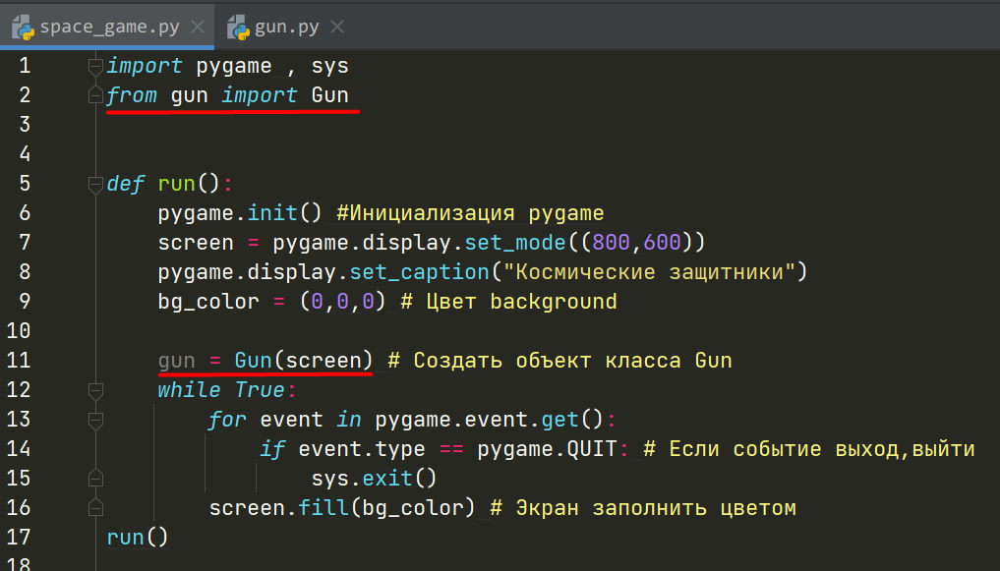 space_game.py gun.py
1 import pygame , sys
2 from gun import Gun
3
4
5 def run():
6 pygame.init() #Инициализация pygame
7 screen = pygame.display.set_mode((800,600))
8 pygame.display.set_caption("Космические защитники")
9 bg_color = (0,0,0) # Цвет background
10
11 gun = Gun(screen) # Создать объект класса Gun
12 while True:
13 for event in pygame.event.get():
14 if event.type == pygame.QUIT: # Если событие выход,выйти
15 sys.exit()
16 screen.fill(bg_color) # Экран заполнить цветом
17 run()
18